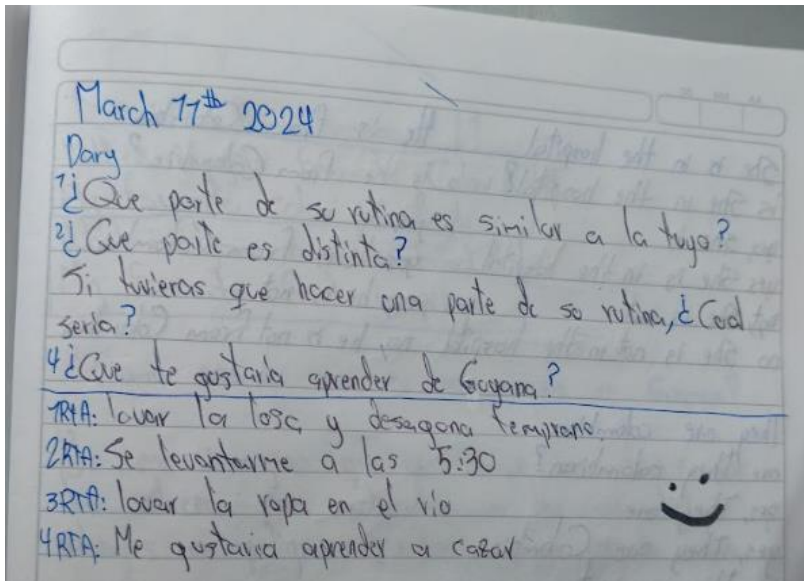 March 11th 2024
Dary
1 ¿Que parte de su rutina es similar a la tuya?
2 ¿Que parte es distinta?
Si tuvieras que hacer una parte de su rutina, ¿Cual
seria?
4 ¿Que te gustaria aprender de Guyana?
1RTA: lavar la losa y desayuna temprano
2RTA: Se levantarme a las 5:30
3RTA: lavar la ropa en el rio
4RTA: Me gustaria aprender a cazar